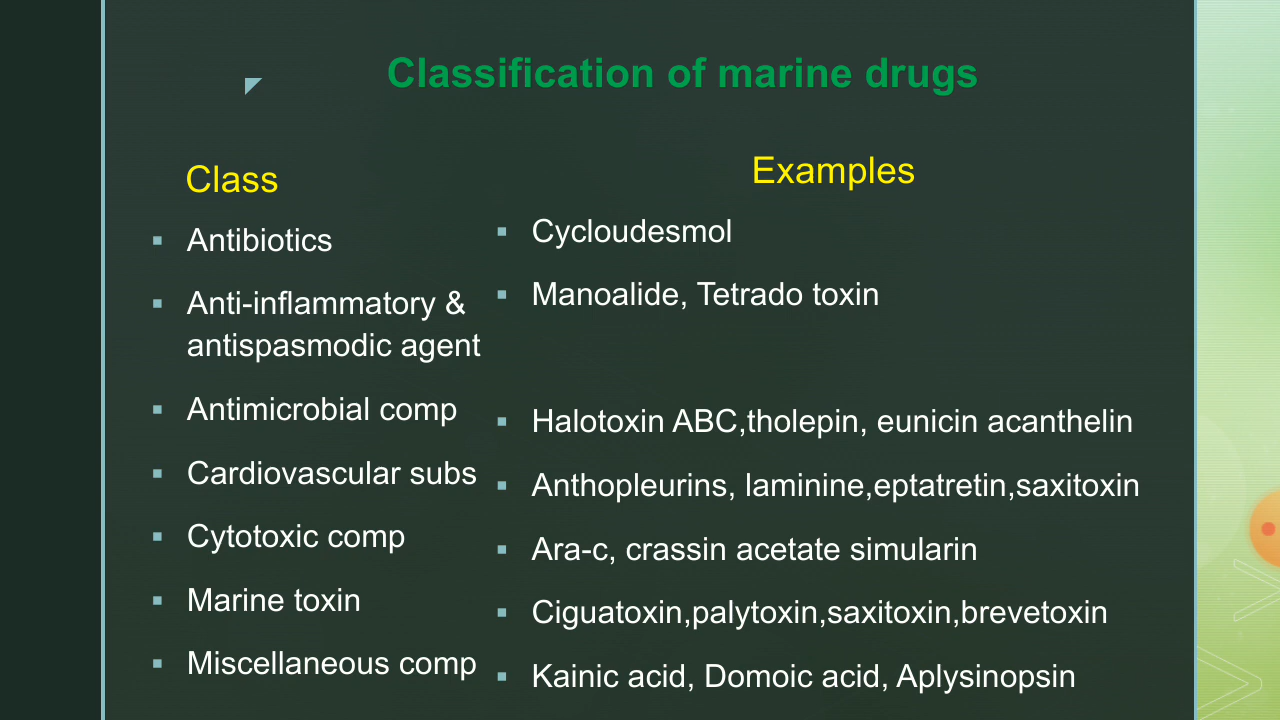 Classification of marine drugs
Class
Antibiotics
Anti-inflammatory &
antispasmodic agent
Antimicrobial comp
Cardiovascular subs
Cytotoxic comp
Marine toxin
Miscellaneous comp
Examples
Cycloudesmol
Manoalide, Tetrado toxin
Halotoxin ABC,tholepin, eunicin acanthelin
Anthopleurins, laminine,eptatretin,saxitoxin
Ara-c, crassin acetate simularin
Ciguatoxin,palytoxin,saxitoxin,brevetoxin
Kainic acid, Domoic acid, Aplysinopsin